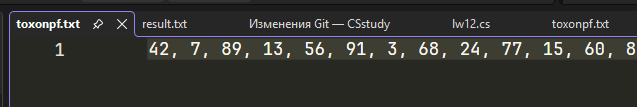 toxonpf.txt
result.txt
Изменения Git — CSstudy
lw12.cs
toxonpf.txt
1
42, 7, 89, 13, 56, 91, 3, 68, 24, 77, 15, 60, 8